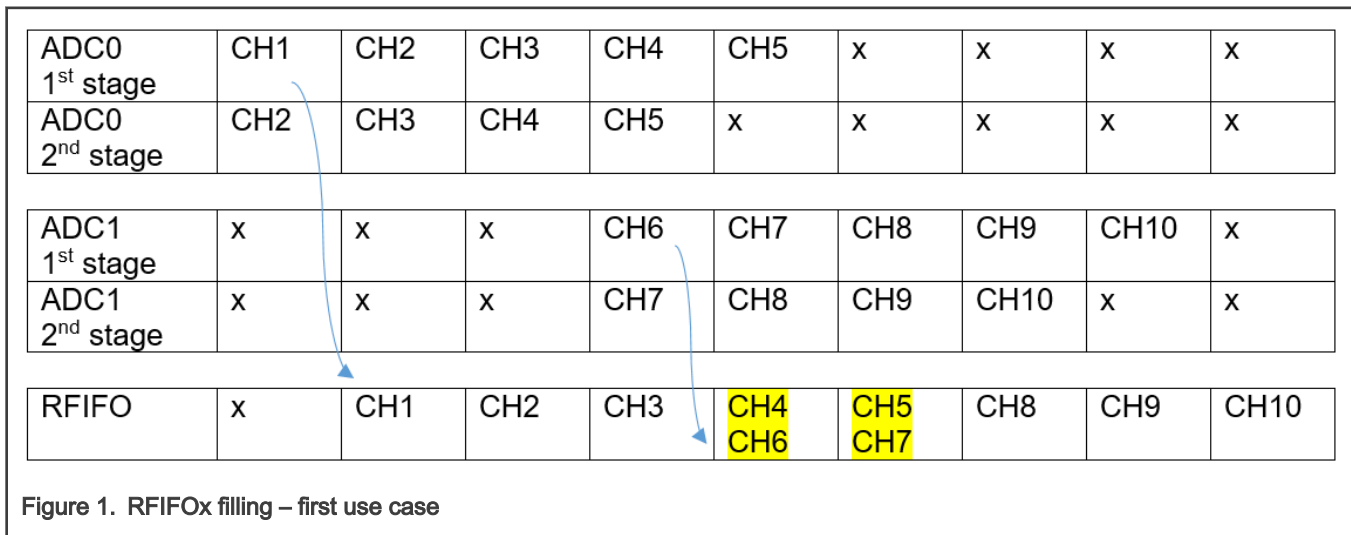 ADC0 CH1 CH2 CH3 CH4 CH5 x x x x
1st stage
ADC0 CH2 CH3 CH4 CH5 x x x x x
2nd stage
ADC1 x x x CH6 CH7 CH8 CH9 CH10 x
1st stage
ADC1 x x x CH7 CH8 CH9 CH10 x x
2nd stage
RFIFO x CH1 CH2 CH3 CH4 CH5 CH8 CH9 CH10
CH6 CH7
Figure 1. RFIFOx filling – first use case